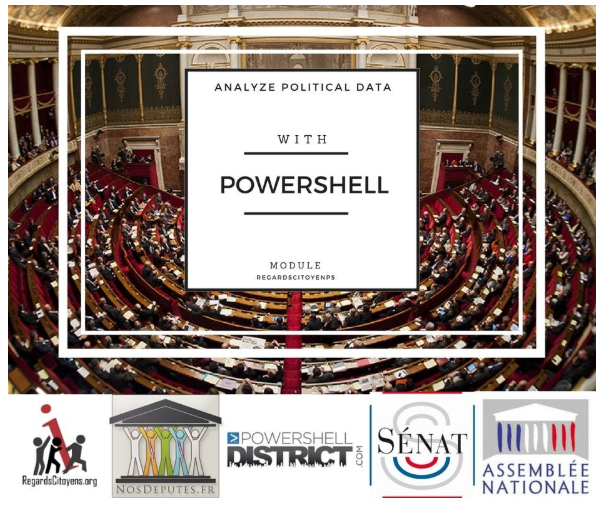 ANALYZE POLITICAL DATA
WITH
POWERSHELL
MODULE
REGARDSCITOYENPS
RegardsCitoyens.org
NOSDEPUTES.FR
POWERSHELL
DISTRICT
.COM
SÉNAT
ASSEMBLÉE
NATIONALE